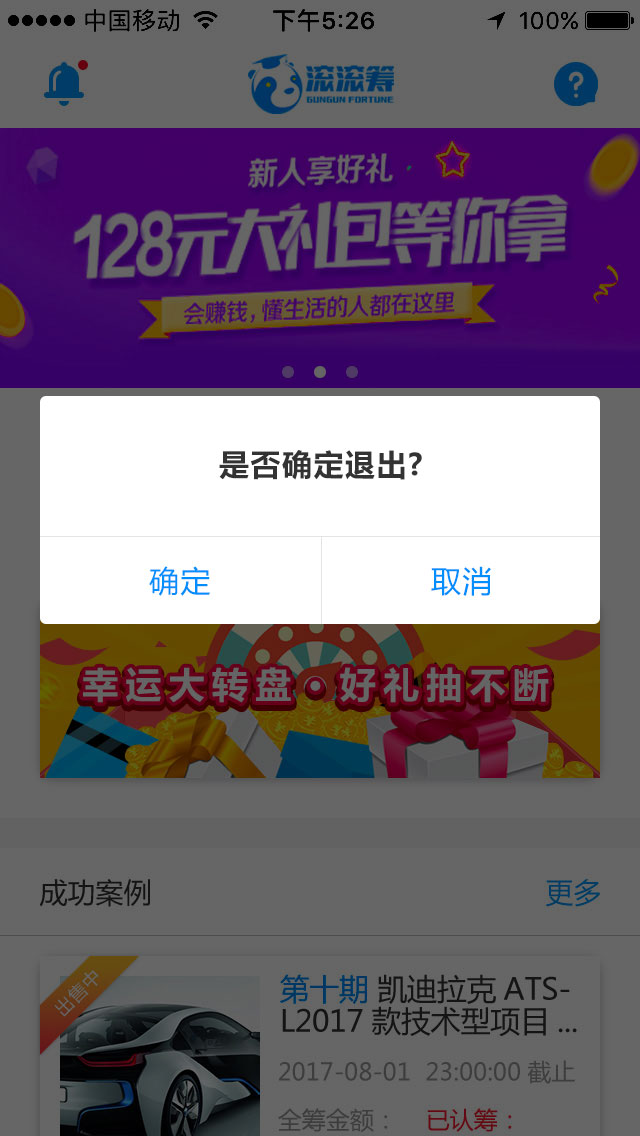 中国移动 下午5:26 100%
滚滚筹
GUNGUN FORTUNE
新人享好礼
128元大礼包等你拿
会赚钱，懂生活的人都在这里
是否确定退出?
确定 取消
幸运大转盘·好礼抽不断
成功案例 更多
出售中
第十期 凯迪拉克 ATS-
L2017 款技术型项目 ...
2017-08-01 23:00:00 截止
全筹金额： 已认筹：